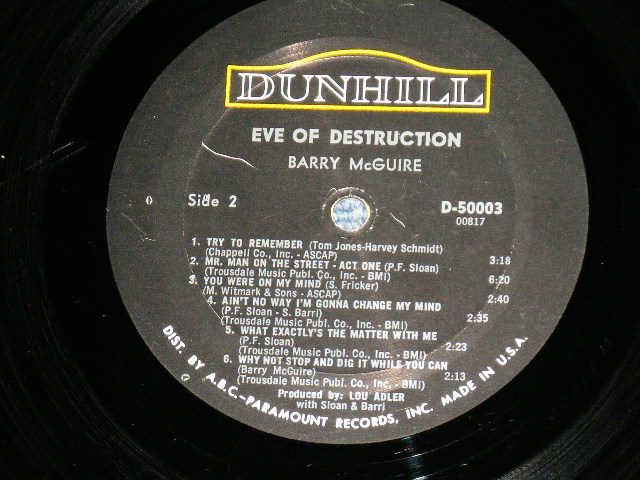 DUNHILL
EVE OF DESTRUCTION
BARRY McGUIRE
Side 2
D-50003
00817
1. TRY TO REMEMBER (Tom Jones-Harvey Schmidt)
(Chappell Co., Inc. - ASCAP) 3:18
2. MR. MAN ON THE STREET - ACT ONE (P.F. Sloan)
(Trousdale Music Publ. Co., Inc. - BMI) 6:20
3. YOU WERE ON MY MIND (S. Fricker)
(M. Witmark & Sons - ASCAP) 2:40
4. AIN'T NO WAY I'M GONNA CHANGE MY MIND
(P.F. Sloan - S. Barri)
(Trousdale Music Publ. Co., Inc. - BMI) 2:35
5. WHAT EXACTLY'S THE MATTER WITH ME
(P.F. Sloan)
(Trousdale Music Publ. Co., Inc. - BMI) 2:23
6. WHY NOT STOP AND DIG IT WHILE YOU CAN
(Barry McGuire)
(Trousdale Music Publ. Co., Inc. - BMI) 2:13
Produced by: LOU ADLER
with Sloan & Barri
DIST. BY A.B.C.-PARAMOUNT RECORDS, INC. MADE IN U.S.A.